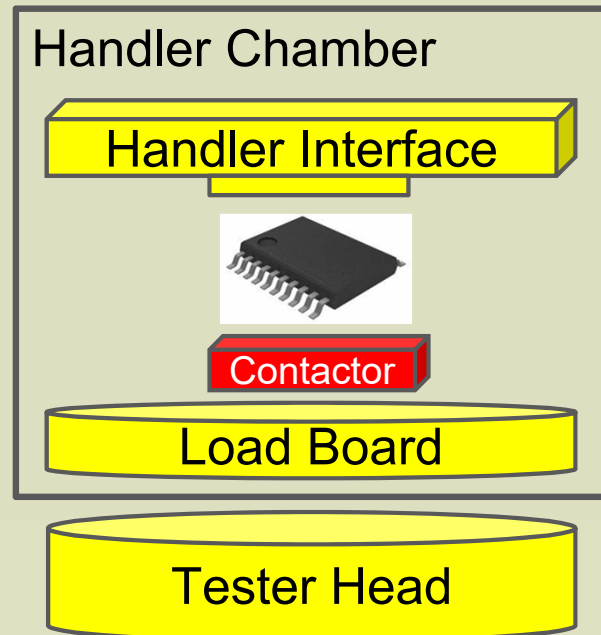 Handler Chamber
Handler Interface
Contactor
Load Board
Tester Head